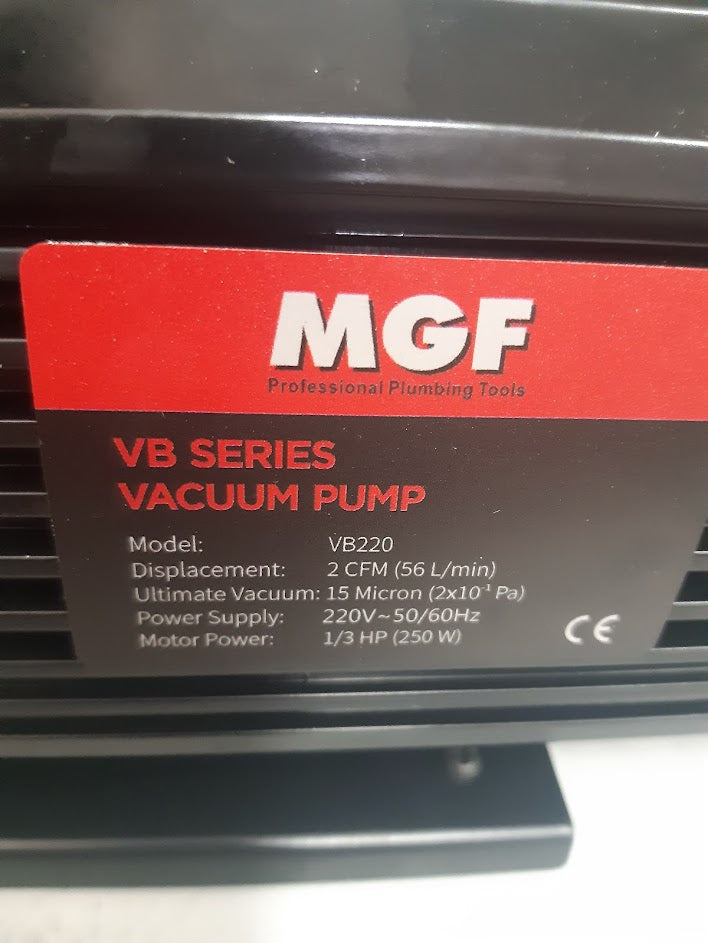 MGF
Professional Plumbing Tools
VB SERIES
VACUUM PUMP
Model: VB220
Displacement: 2 CFM (56 L/min)
Ultimate Vacuum: 15 Micron (2x10⁻¹ Pa)
Power Supply: 220V~50/60Hz
Motor Power: 1/3 HP (250 W)
CE